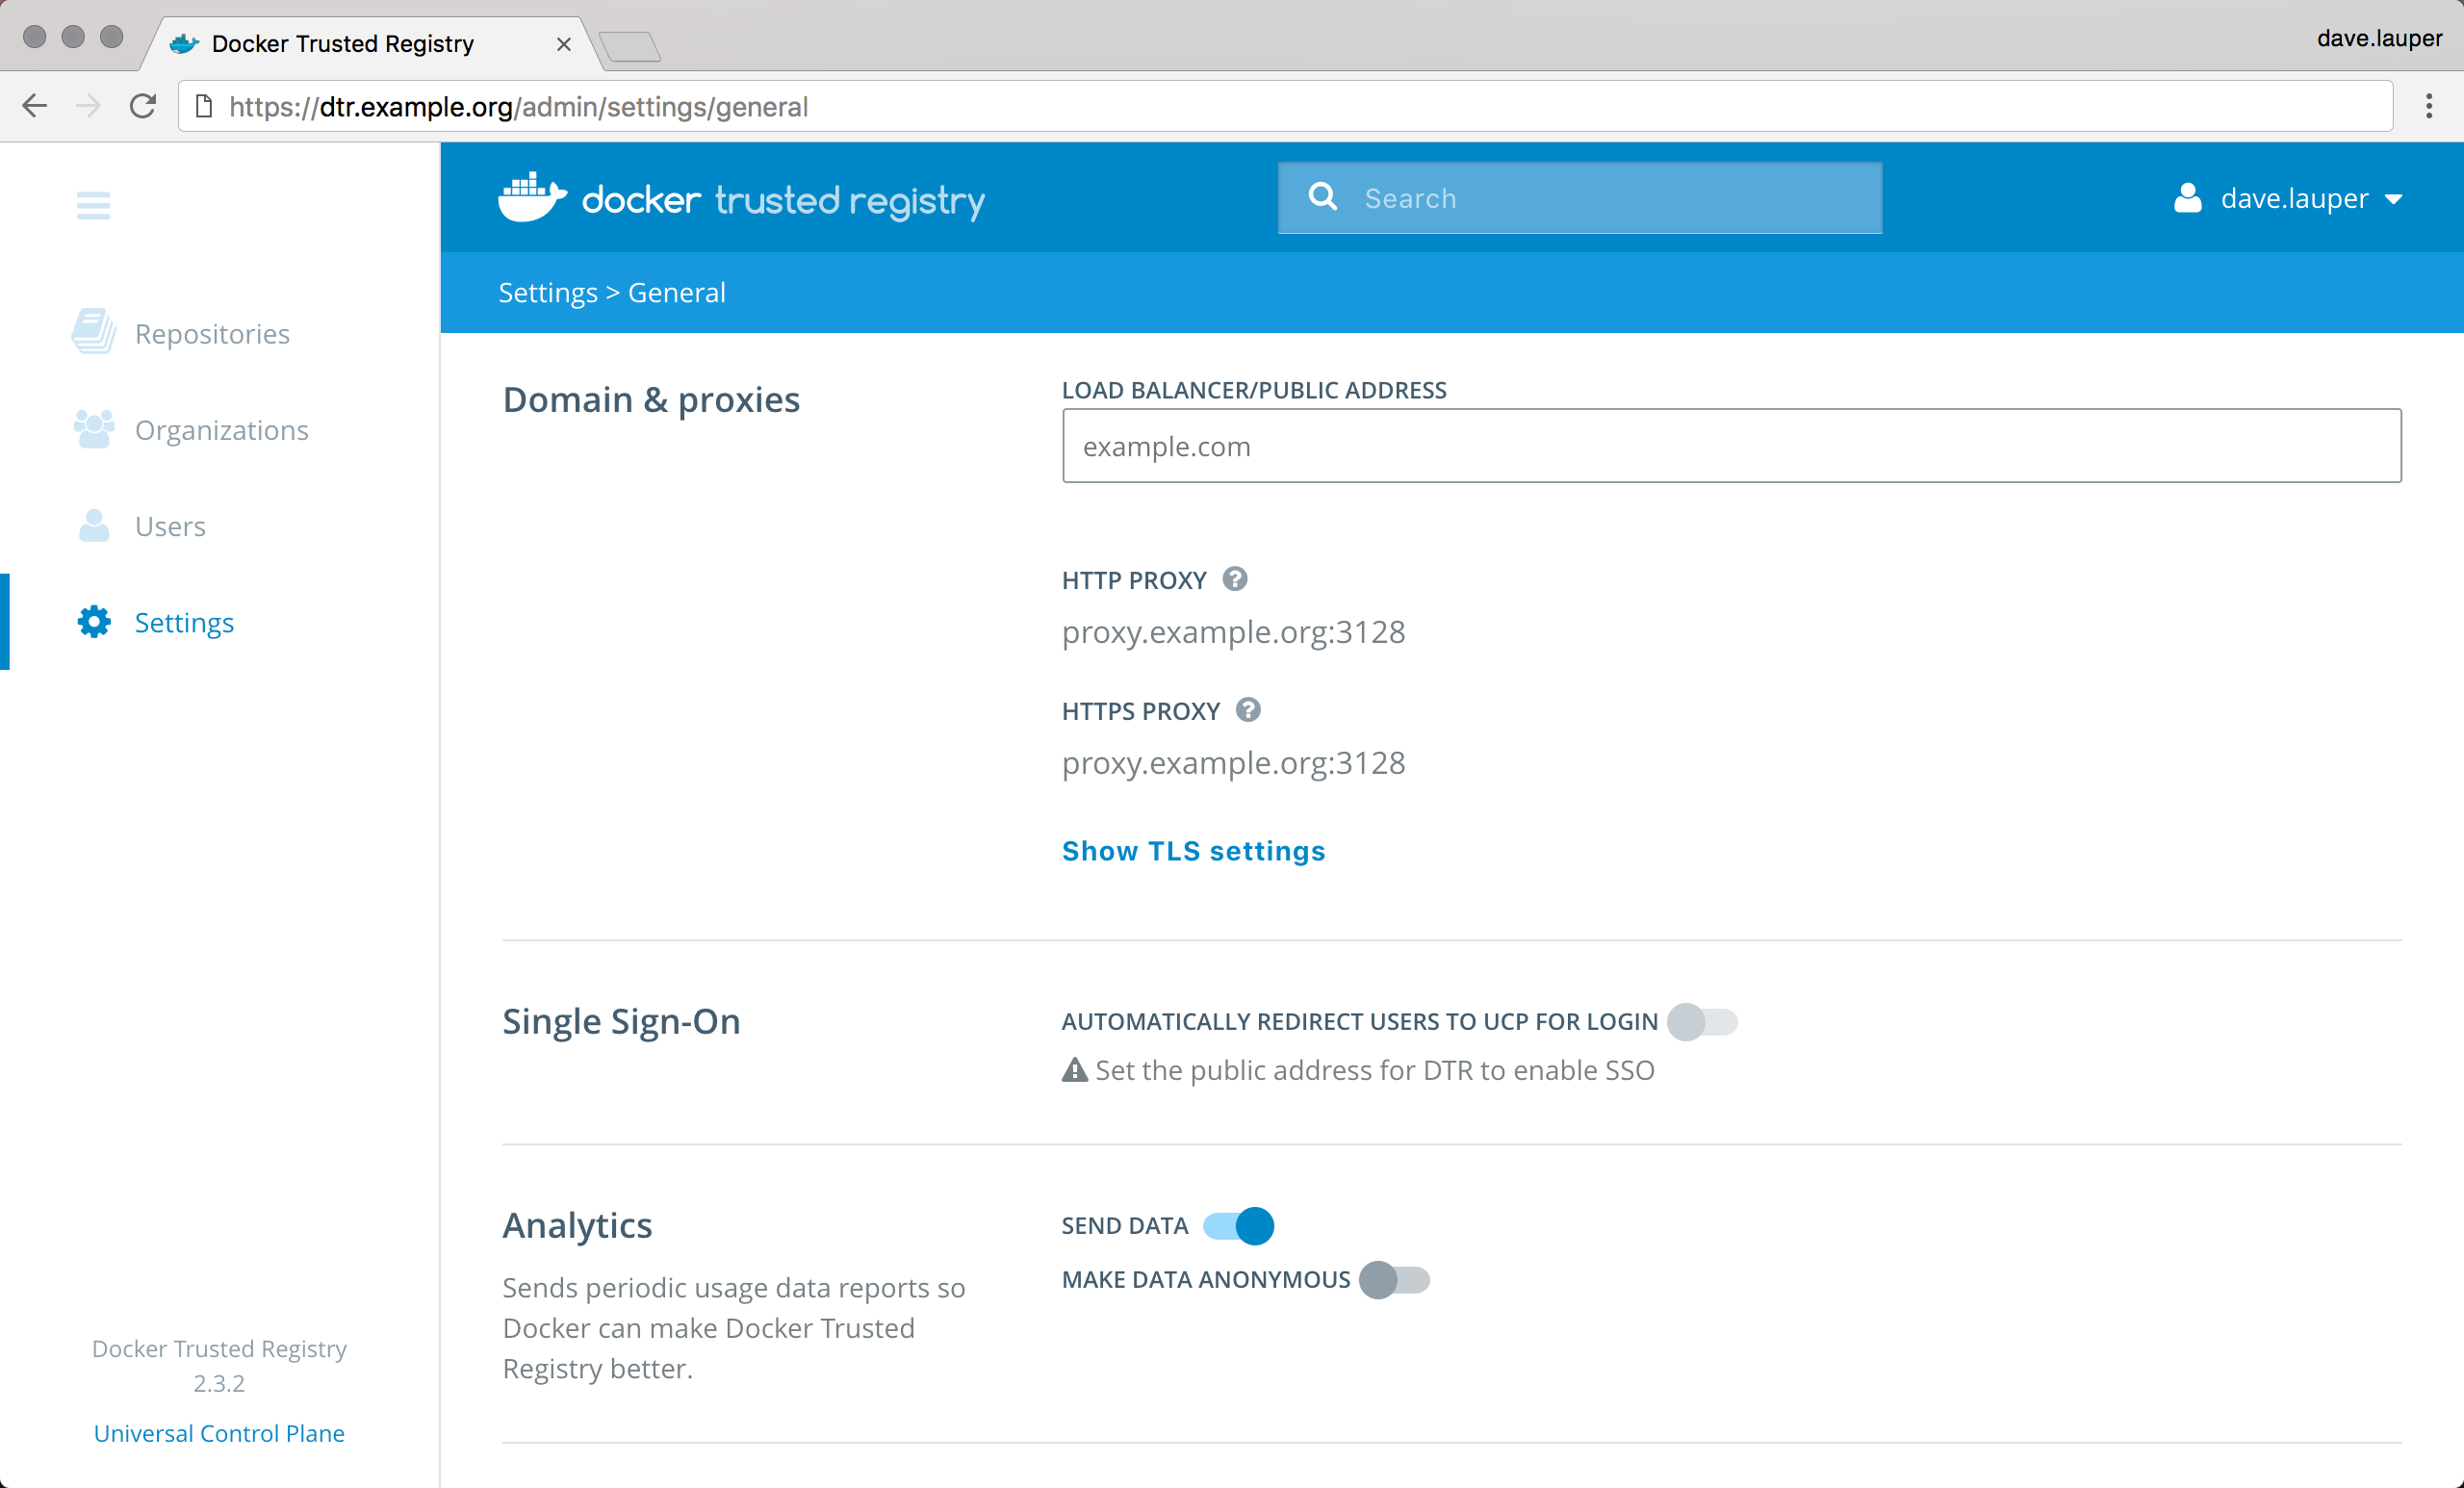 Docker Trusted Registry
dave.lauper
https://dtr.example.org/admin/settings/general
docker trusted registry
Search
dave.lauper
Settings > General
Repositories
Organizations
Users
Settings
Docker Trusted Registry
2.3.2
Universal Control Plane
Domain & proxies
LOAD BALANCER/PUBLIC ADDRESS
example.com
HTTP PROXY
proxy.example.org:3128
HTTPS PROXY
proxy.example.org:3128
Show TLS settings
Single Sign-On
AUTOMATICALLY REDIRECT USERS TO UCP FOR LOGIN
Set the public address for DTR to enable SSO
Analytics
Sends periodic usage data reports so
Docker can make Docker Trusted
Registry better.
SEND DATA
MAKE DATA ANONYMOUS